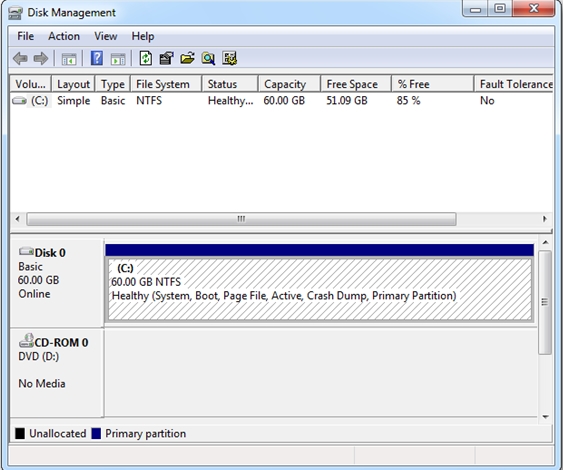 Disk Management
File Action View Help
Volu... Layout Type File System Status Capacity Free Space % Free Fault Tolerance
(C:) Simple Basic NTFS Healthy... 60.00 GB 51.09 GB 85 % No
Disk 0
Basic
60.00 GB
Online
(C:)
60.00 GB NTFS
Healthy (System, Boot, Page File, Active, Crash Dump, Primary Partition)
CD-ROM 0
DVD (D:)
No Media
Unallocated Primary partition